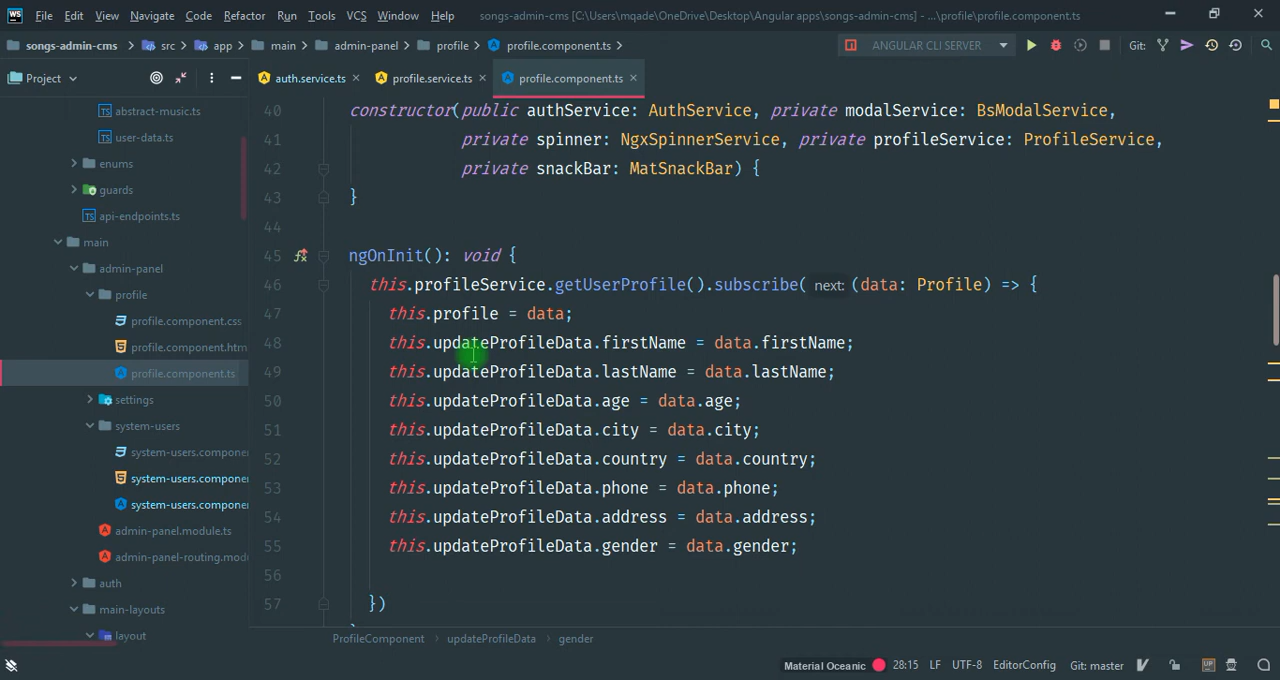 WS File Edit View Navigate Code Refactor Run Tools VCS Window Help songs-admin-cms [C:\Users\mqade\OneDrive\Desktop\Angular apps\songs-admin-cms] - ...\profile\profile.component.ts
songs-admin-cms src app main admin-panel profile profile.component.ts ANGULAR CLI SERVER Git:
Project auth.service.ts profile.service.ts profile.component.ts
abstract-music.ts
user-data.ts
enums
guards
api-endpoints.ts
main
admin-panel
profile
profile.component.css
profile.component.htm
profile.component.ts
settings
system-users
system-users.compone
system-users.compone
system-users.compone
admin-panel.module.ts
admin-panel-routing.mod
auth
main-layouts
layout
40 constructor(public authService: AuthService, private modalService: BsModalService,
41 private spinner: NgxSpinnerService, private profileService: ProfileService,
42 private snackBar: MatSnackBar) {
43 }
44
45 ngOnInit(): void {
46 this.profileService.getUserProfile().subscribe( next: (data: Profile) => {
47 this.profile = data;
48 this.updateProfileData.firstName = data.firstName;
49 this.updateProfileData.lastName = data.lastName;
50 this.updateProfileData.age = data.age;
51 this.updateProfileData.city = data.city;
52 this.updateProfileData.country = data.country;
53 this.updateProfileData.phone = data.phone;
54 this.updateProfileData.address = data.address;
55 this.updateProfileData.gender = data.gender;
56
57 })
ProfileComponent updateProfileData gender
Material Oceanic 28:15 LF UTF-8 EditorConfig Git: master UP